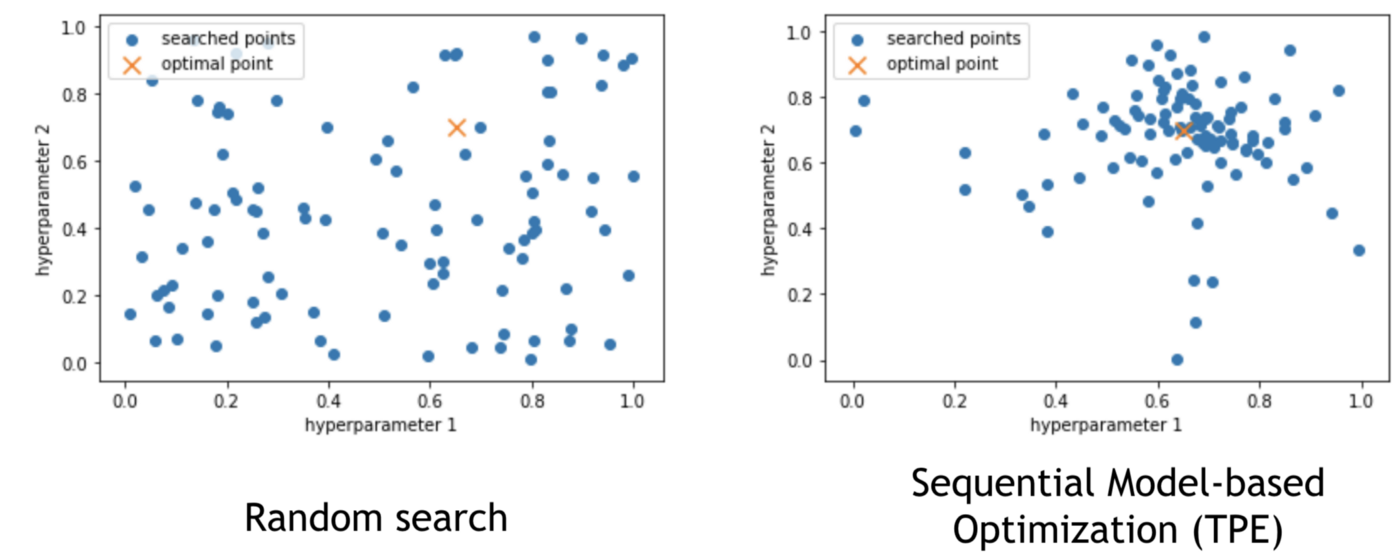 searched points
optimal point
1.0
0.8
0.6
0.4
0.2
0.0
hyperparameter 2
0.0 0.2 0.4 0.6 0.8 1.0
hyperparameter 1
Random search
searched points
optimal point
1.0
0.8
0.6
0.4
0.2
0.0
hyperparameter 2
0.0 0.2 0.4 0.6 0.8 1.0
hyperparameter 1
Sequential Model-based
Optimization (TPE)